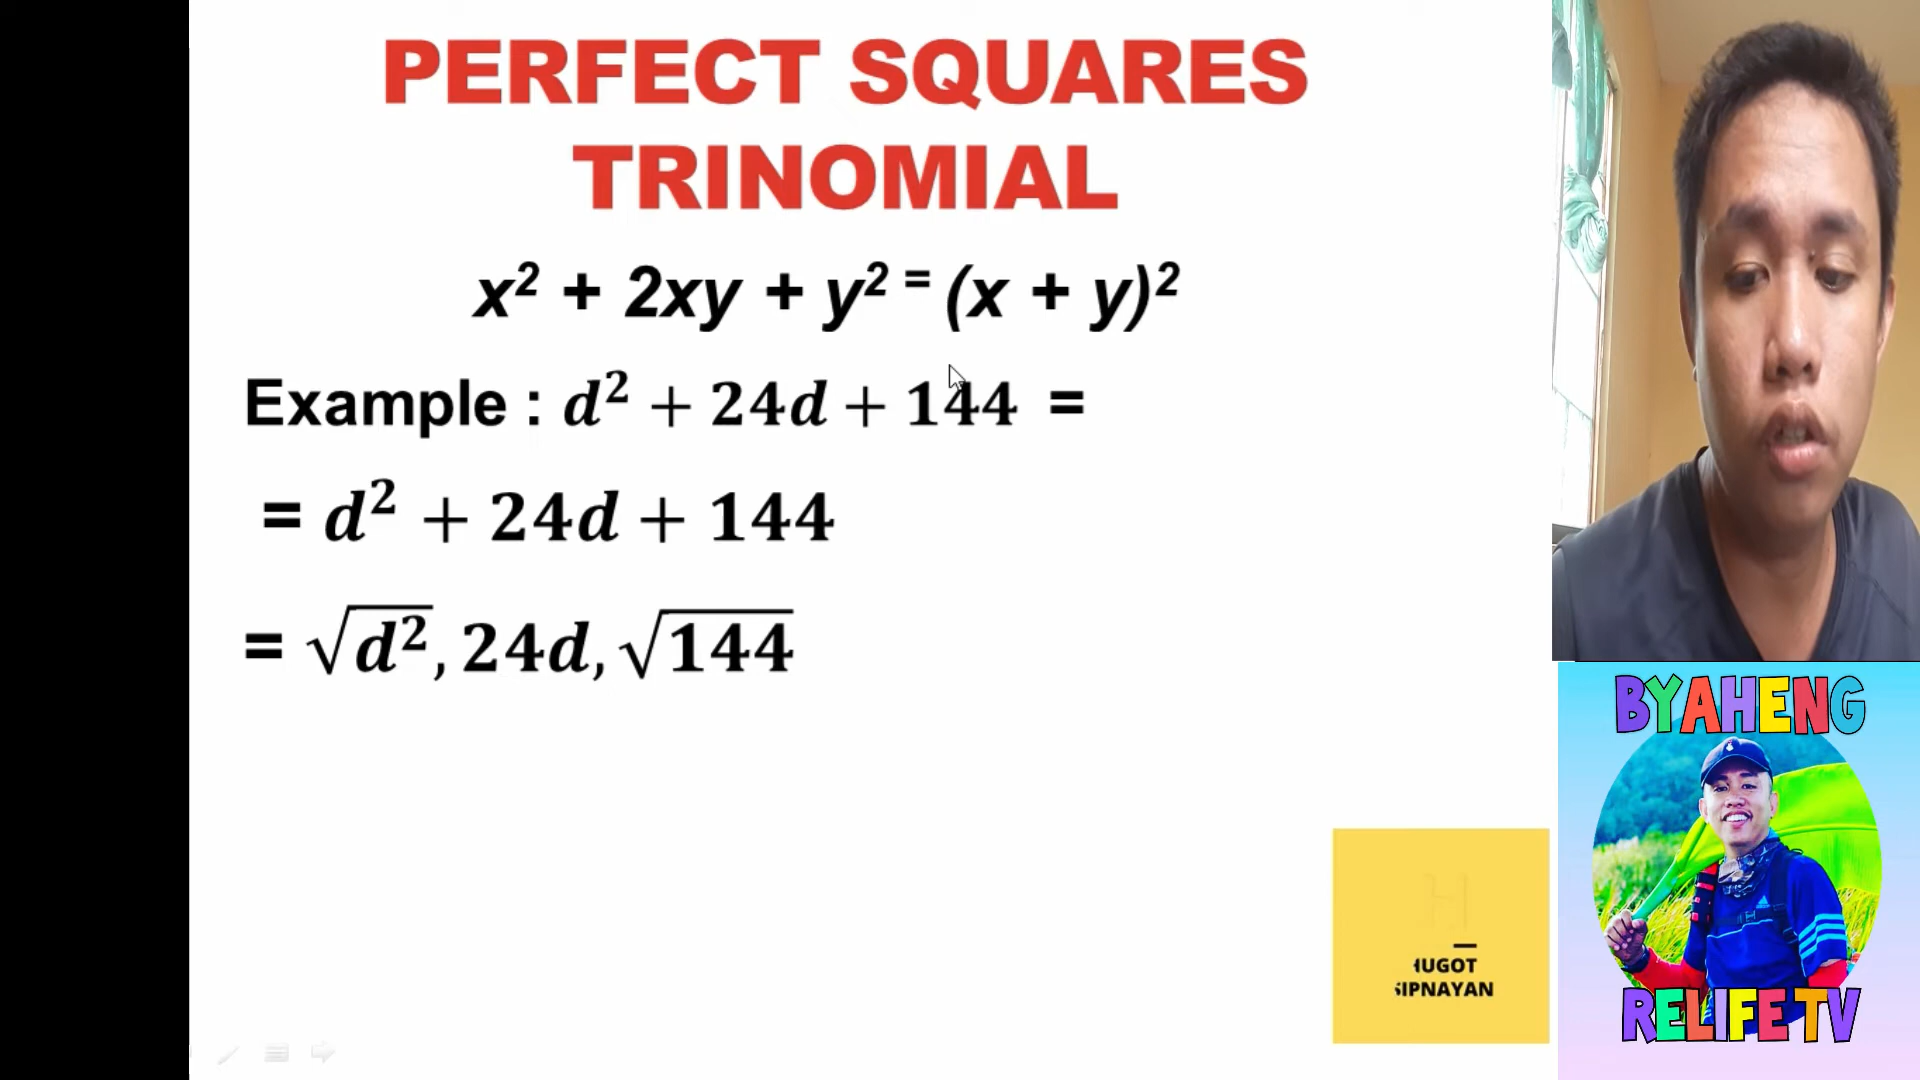 PERFECT SQUARES
TRINOMIAL
x² + 2xy + y² = (x + y)²
Example : d² + 24d + 144 =
= d² + 24d + 144
= √d², 24d, √144
BYAHENG
RELIFE TV